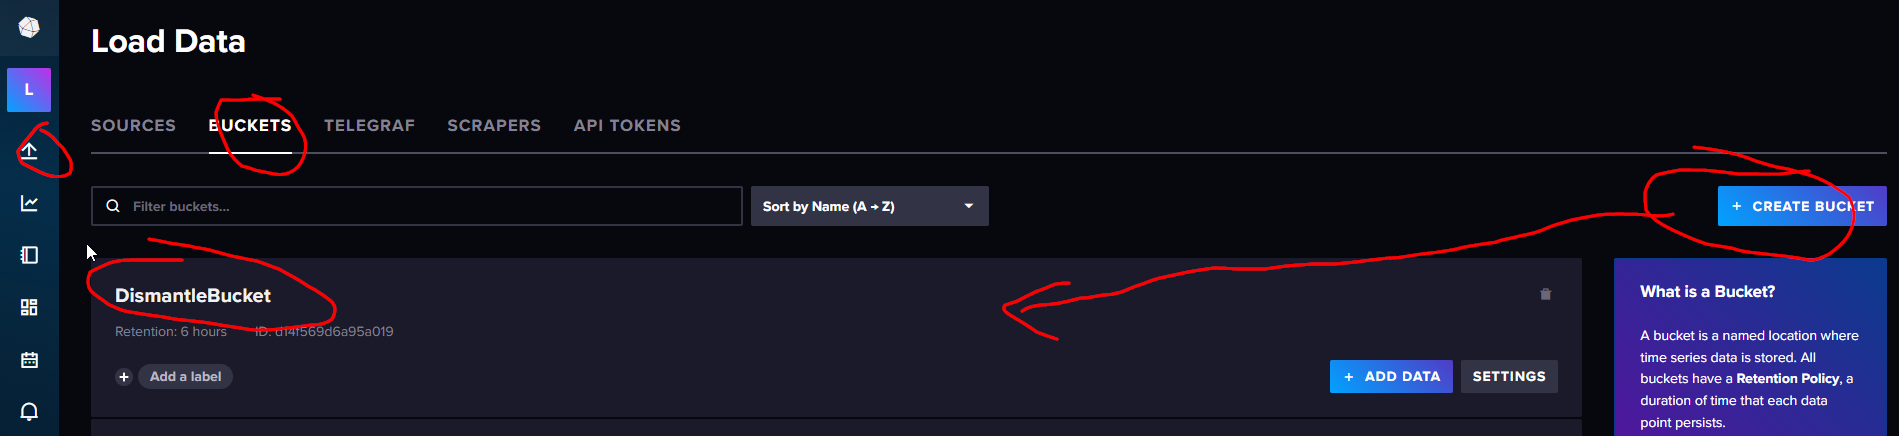 Load Data
L
SOURCES BUCKETS TELEGRAF SCRAPERS API TOKENS
Filter buckets...
Sort by Name (A → Z)
+ CREATE BUCKET
DismantleBucket
Retention: 6 hours ID: d14f569d6a95a019
+ Add a label
+ ADD DATA SETTINGS
What is a Bucket?
A bucket is a named location where
time series data is stored. All
buckets have a Retention Policy, a
duration of time that each data
point persists.